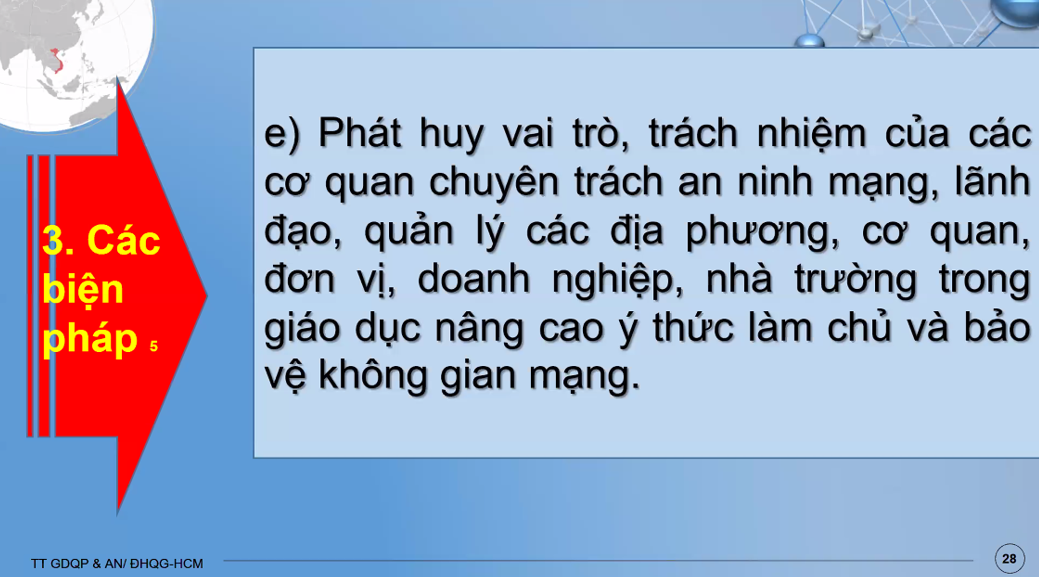 3. Các
biện
pháp 5
e) Phát huy vai trò, trách nhiệm của các
cơ quan chuyên trách an ninh mạng, lãnh
đạo, quản lý các địa phương, cơ quan,
đơn vị, doanh nghiệp, nhà trường trong
giáo dục nâng cao ý thức làm chủ và bảo
vệ không gian mạng.
TT GDQP & AN/ ĐHQG-HCM
28